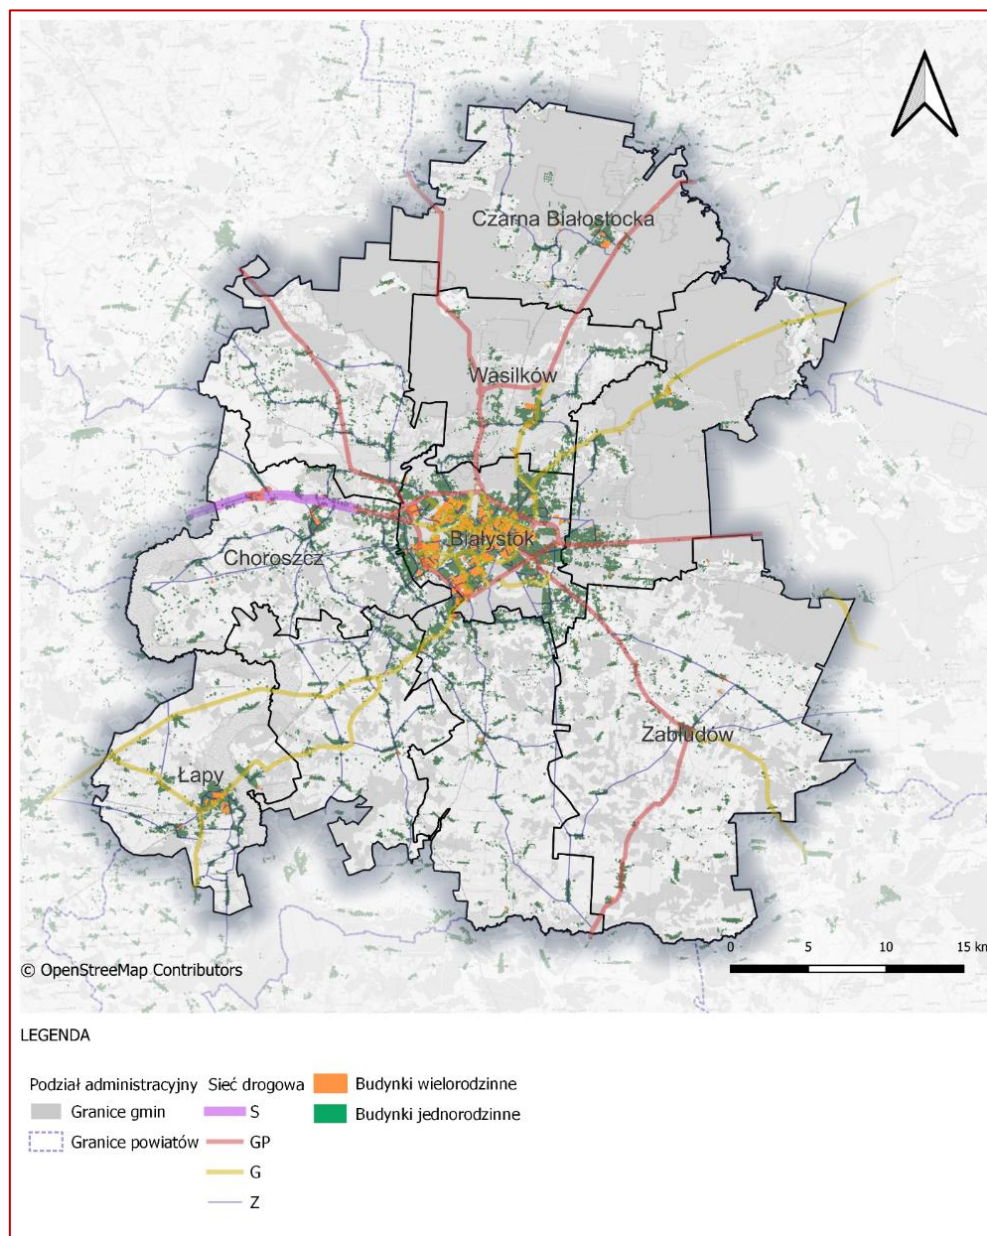 Czarna Białostocka
Wasilków
Białystok
Choroszcz
Zabłudów
Łapy
0 5 10 15 km
© OpenStreetMap Contributors
LEGENDA
Podział administracyjny
Granice gmin
Granice powiatów
Sieć drogowa
S
GP
G
Z
Budynki wielorodzinne
Budynki jednorodzinne